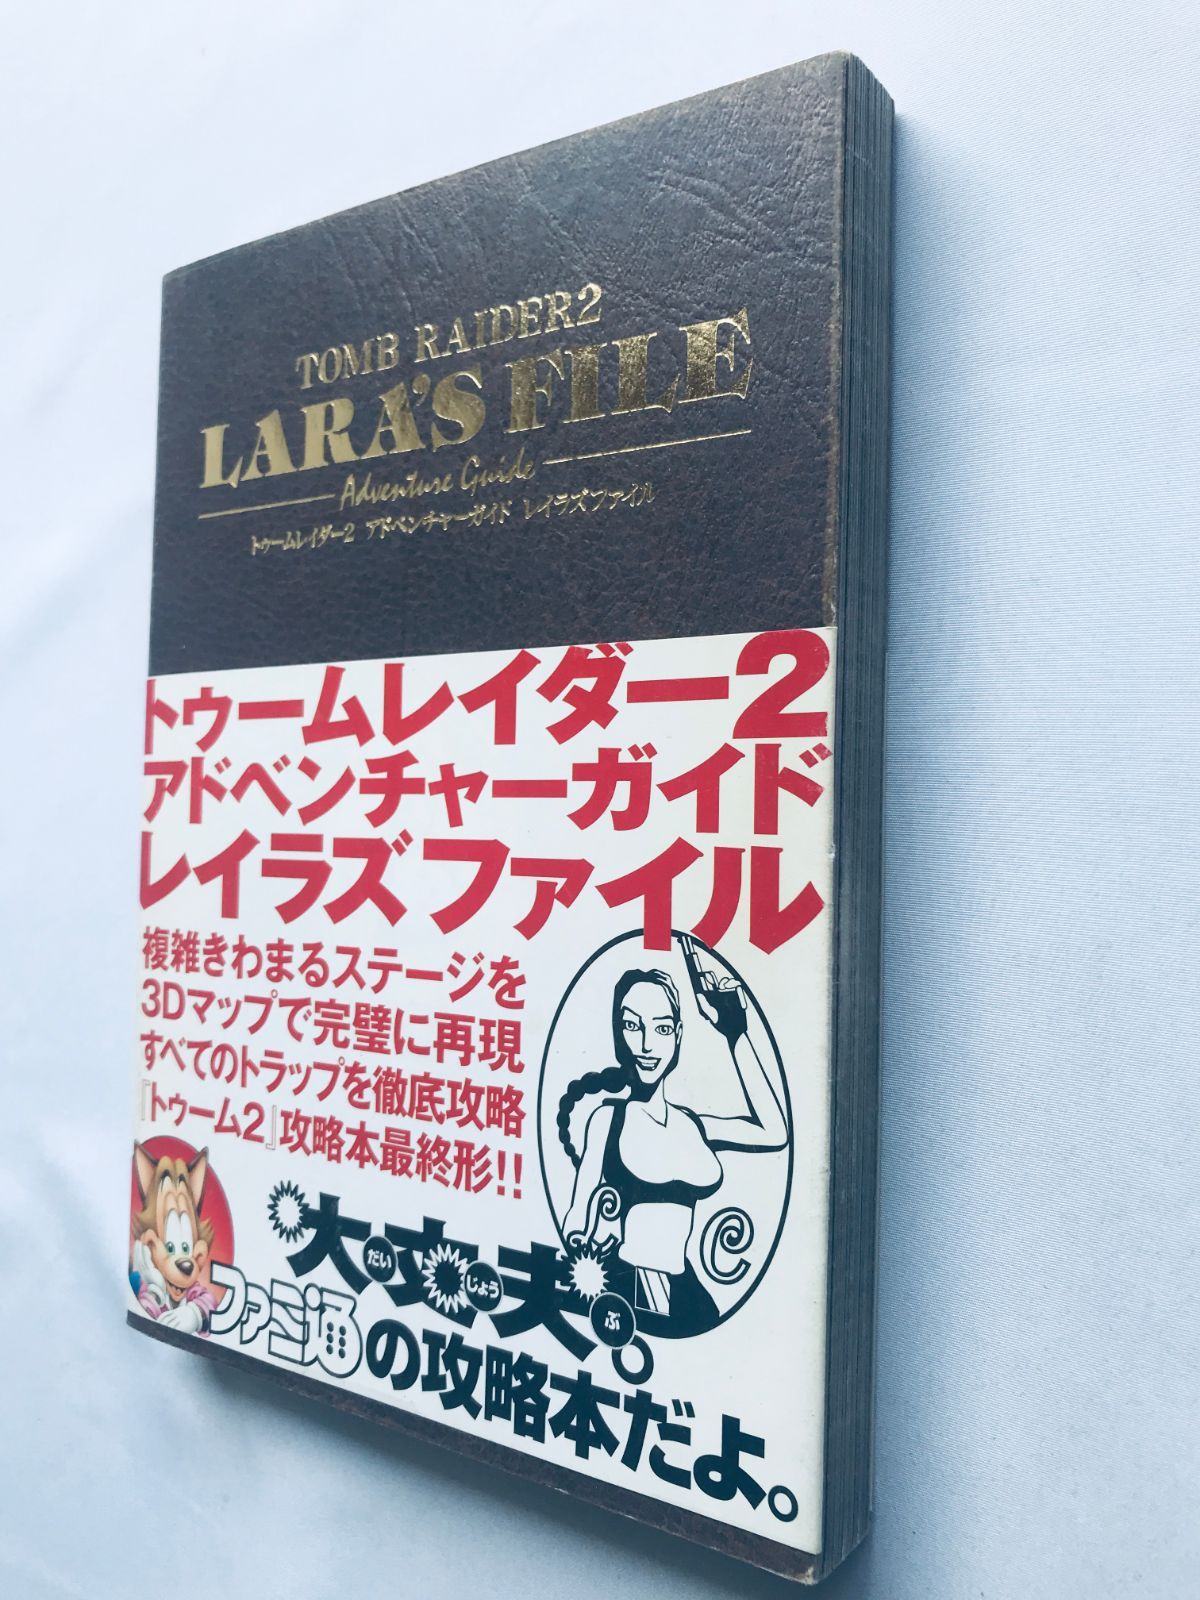 TOMB RAIDER2
LARA'S FILE
Adventure Guide
トゥームレイダー2 アドベンチャーガイド レイラズファイル
トゥームレイダー2
アドベンチャーガイド
レイラズファイル
複雑きわまるステージを
3Dマップで完璧に再現
すべてのトラップを徹底攻略
『トゥーム2』攻略本最終形!!
大丈夫。
だい じょう ぶ
ファミ通の攻略本だよ。